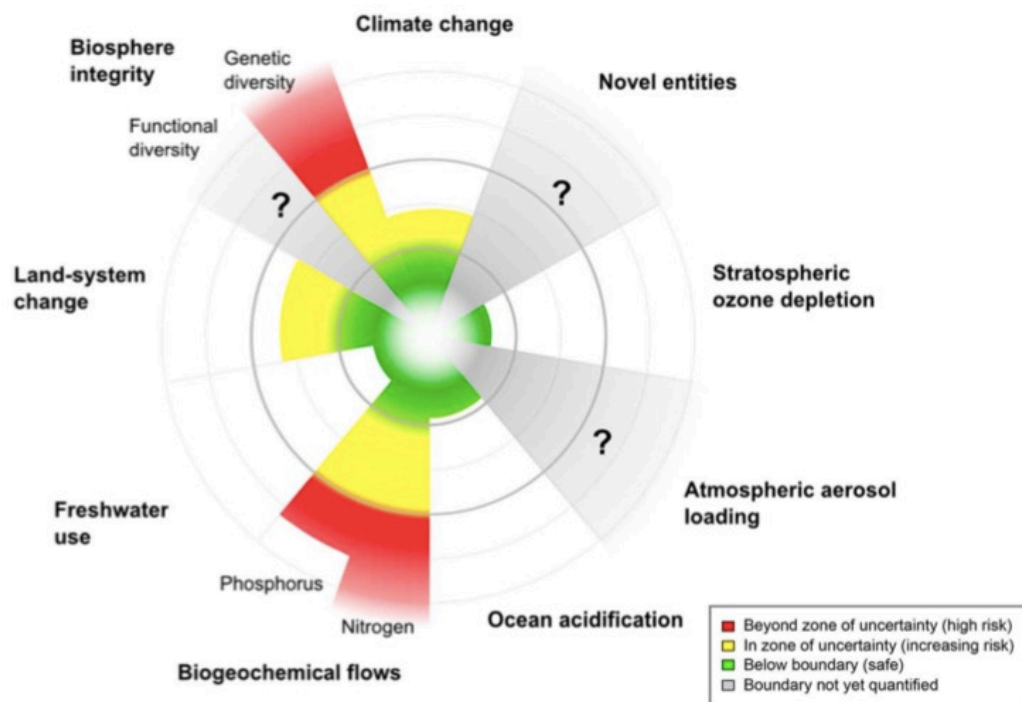 Climate change
Biosphere
integrity
Genetic
diversity
Novel entities
Functional
diversity
?
?
Land-system
change
Stratospheric
ozone depletion
?
Atmospheric aerosol
loading
Freshwater
use
Phosphorus
Nitrogen
Ocean acidification
Biogeochemical flows
Beyond zone of uncertainty (high risk)
In zone of uncertainty (increasing risk)
Below boundary (safe)
Boundary not yet quantified